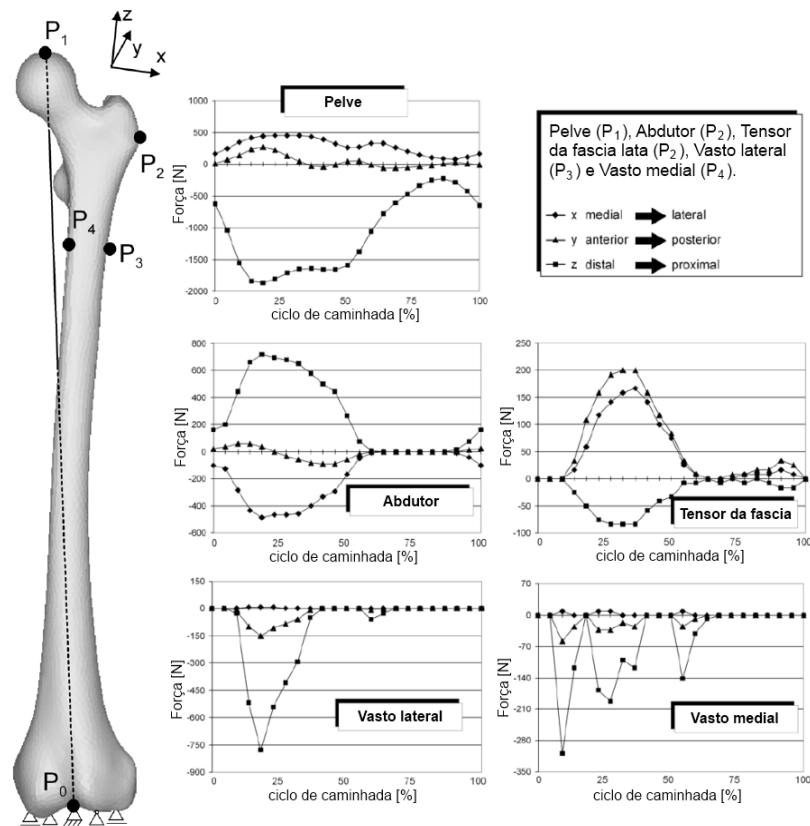 P1
z
y
x
P2
P4
P3
P0
Pelve
Força [N]
1000
500
0
-500
-1000
-1500
-2000
0
25
50
75
100
ciclo de caminhada [%]
Pelve (P1), Abdutor (P2), Tensor
da fascia lata (P2), Vasto lateral
(P3) e Vasto medial (P4).
x medial lateral
y anterior posterior
z distal proximal
Força [N]
800
600
400
200
0
-200
-400
-600
0
25
50
75
100
Abdutor
ciclo de caminhada [%]
Força [N]
250
200
150
100
50
0
-50
-100
0
25
50
75
100
Tensor da fascia
ciclo de caminhada [%]
Força [N]
150
0
-150
-300
-450
-600
-750
-900
0
25
50
75
100
Vasto lateral
ciclo de caminhada [%]
Força [N]
70
0
-70
-140
-210
-280
-350
0
25
50
75
100
Vasto medial
ciclo de caminhada [%]